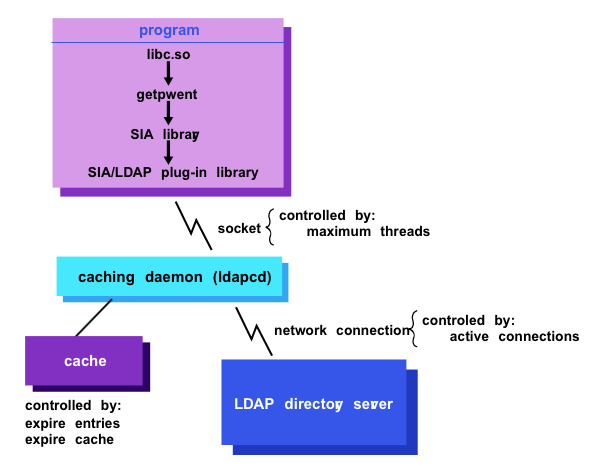 program
libc.so
getpwent
SIA library
SIA/LDAP plug-in library
socket
controlled by:
maximum threads
caching daemon (ldapcd)
network connection
controled by:
active connections
cache
LDAP directory sever
controlled by:
expire entries
expire cache